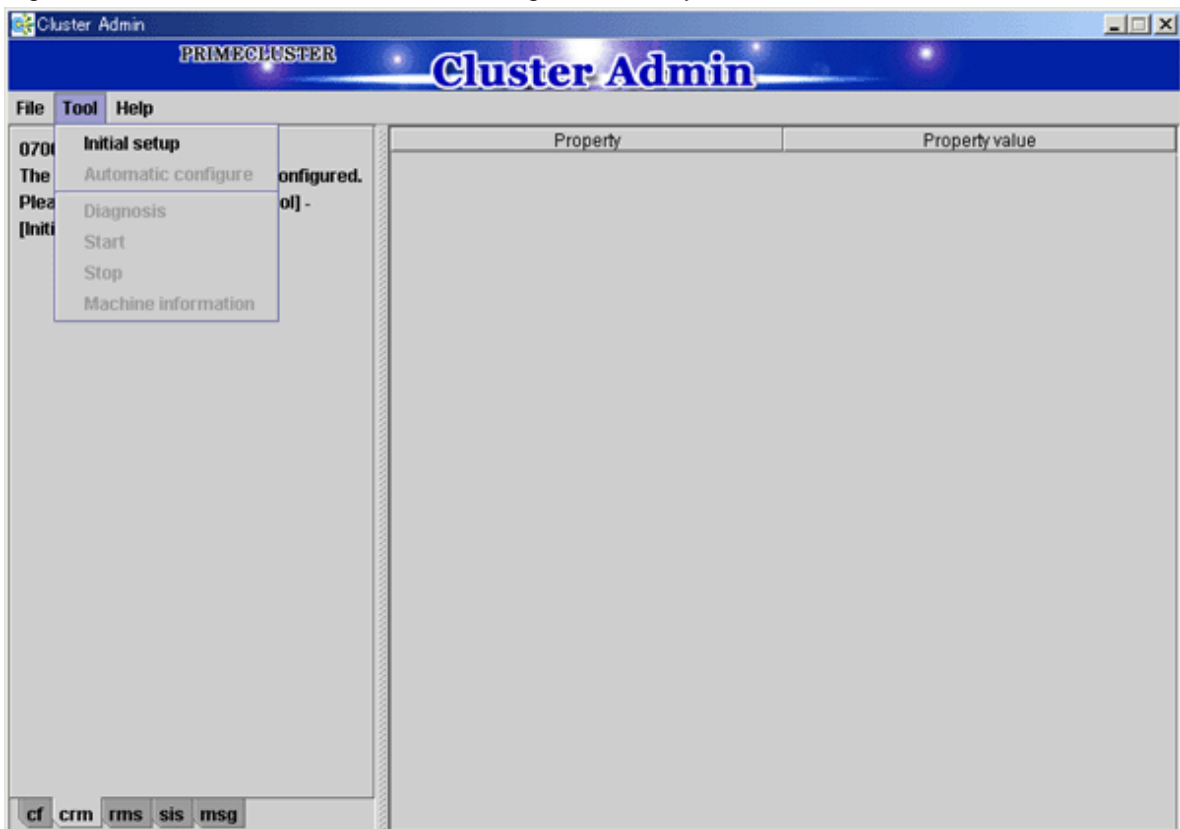 Cluster Admin
PRIMECLUSTER
Cluster Admin
File Tool Help
Initial setup
Automatic configure
Diagnosis
Start
Stop
Machine information
The onfigured.
ol] -
Property Property value
cf crm rms sis msg